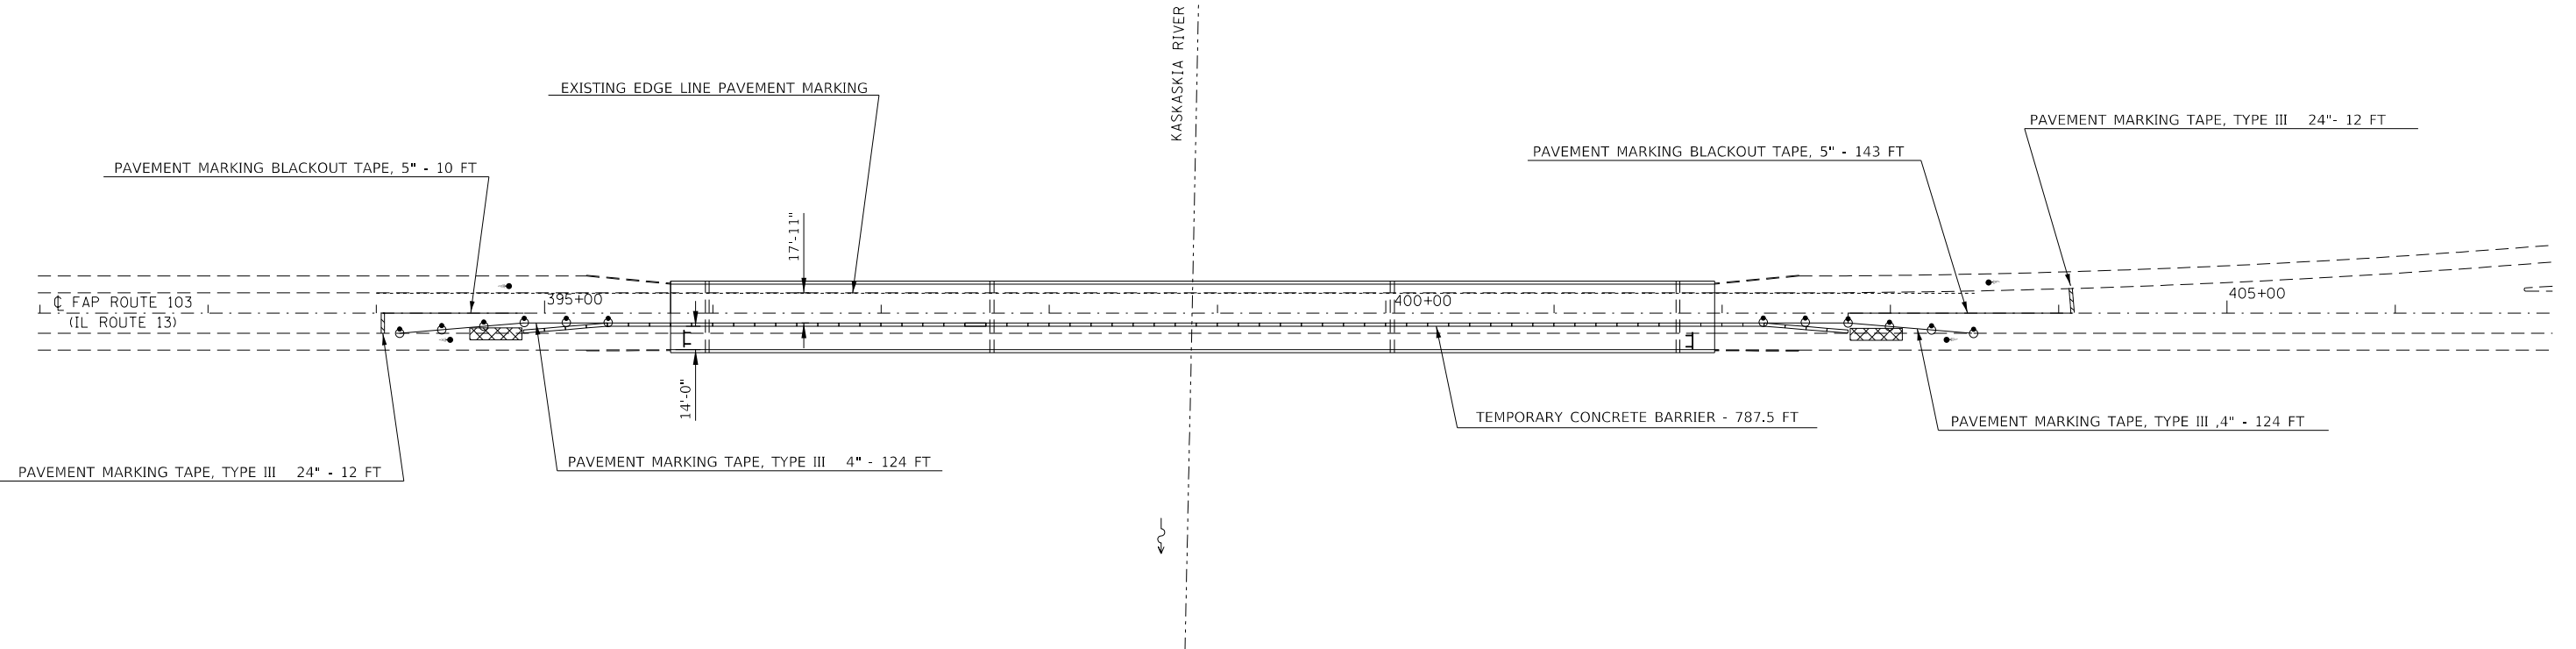 KASKASKIA RIVER
EXISTING EDGE LINE PAVEMENT MARKING
PAVEMENT MARKING TAPE, TYPE III 24"- 12 FT
PAVEMENT MARKING BLACKOUT TAPE, 5" - 143 FT
PAVEMENT MARKING BLACKOUT TAPE, 5" - 10 FT
17'-11"
℄ FAP ROUTE 103
(IL ROUTE 13)
395+00
400+00
405+00
14'-0"
TEMPORARY CONCRETE BARRIER - 787.5 FT
PAVEMENT MARKING TAPE, TYPE III ,4" - 124 FT
PAVEMENT MARKING TAPE, TYPE III 4" - 124 FT
PAVEMENT MARKING TAPE, TYPE III 24" - 12 FT